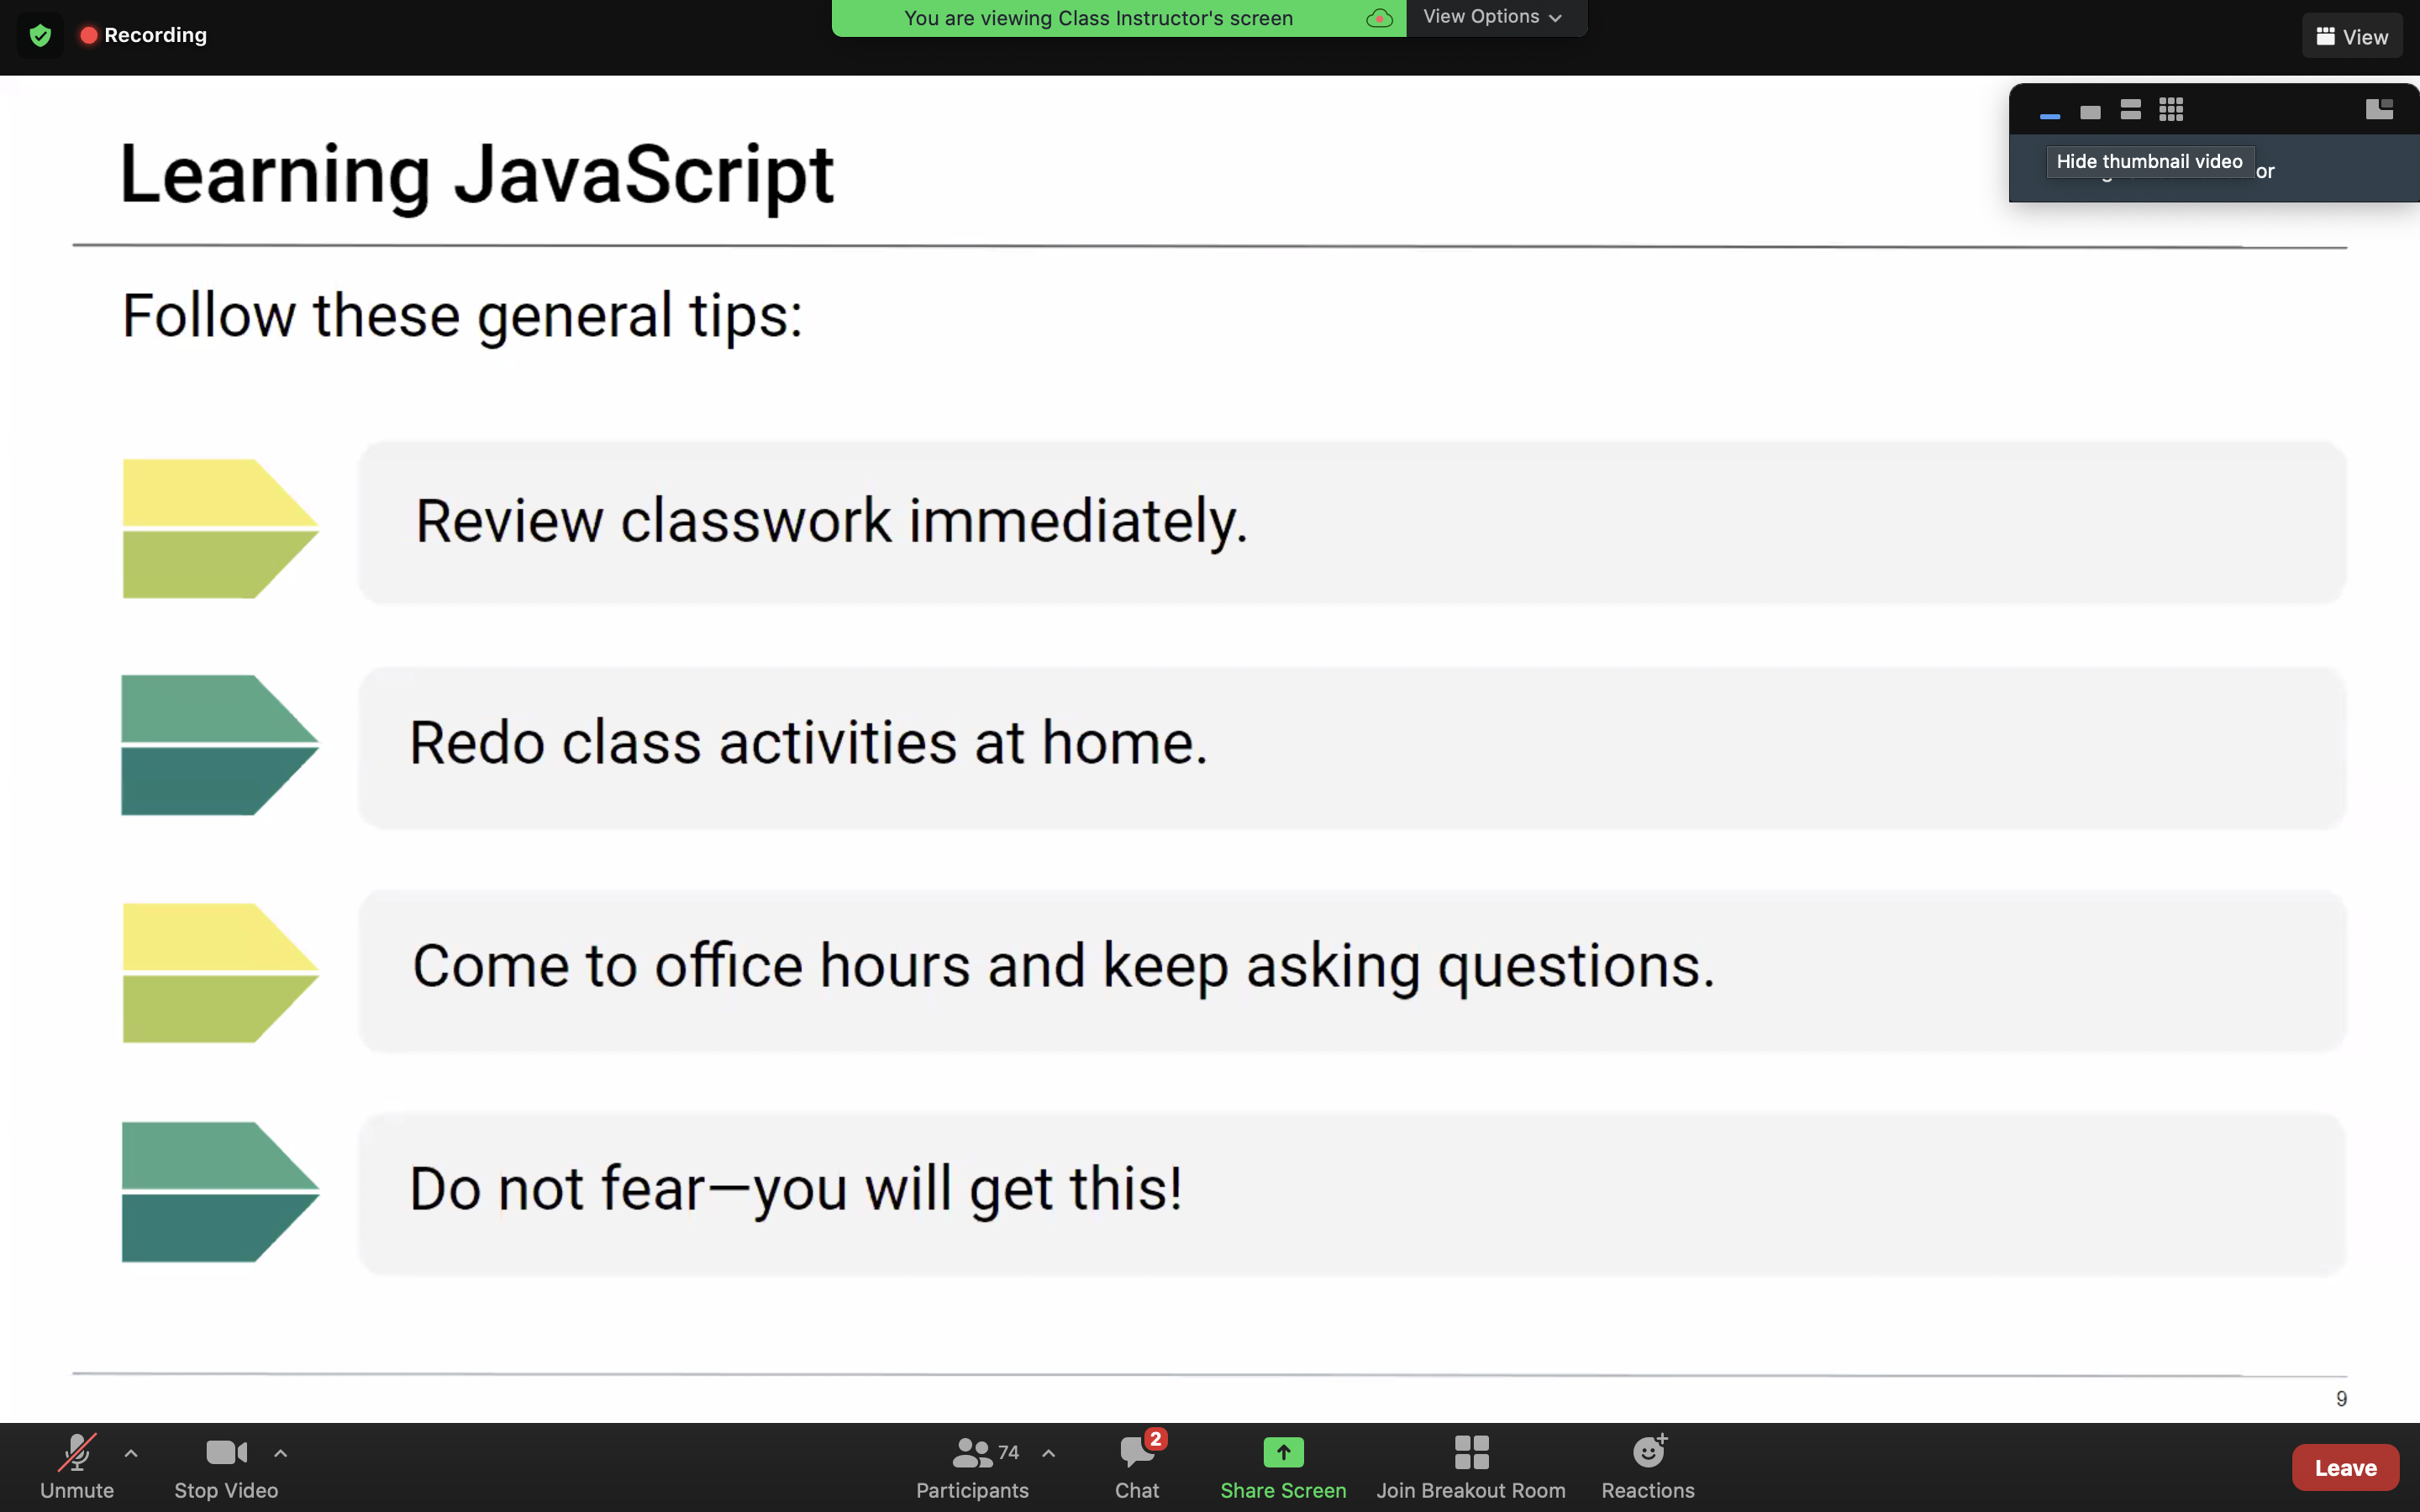 Recording
You are viewing Class Instructor's screen
View Options
View
Hide thumbnail video
or
Learning JavaScript
Follow these general tips:
Review classwork immediately.
Redo class activities at home.
Come to office hours and keep asking questions.
Do not fear—you will get this!
9
Unmute
Stop Video
74
Participants
2
Chat
Share Screen
Join Breakout Room
Reactions
Leave